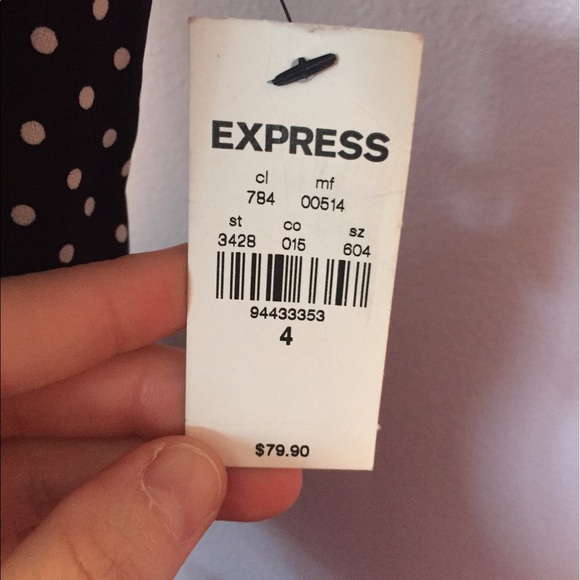 EXPRESS
cl mf
784 00514
st co sz
3428 015 604
94433353
4
$79.90